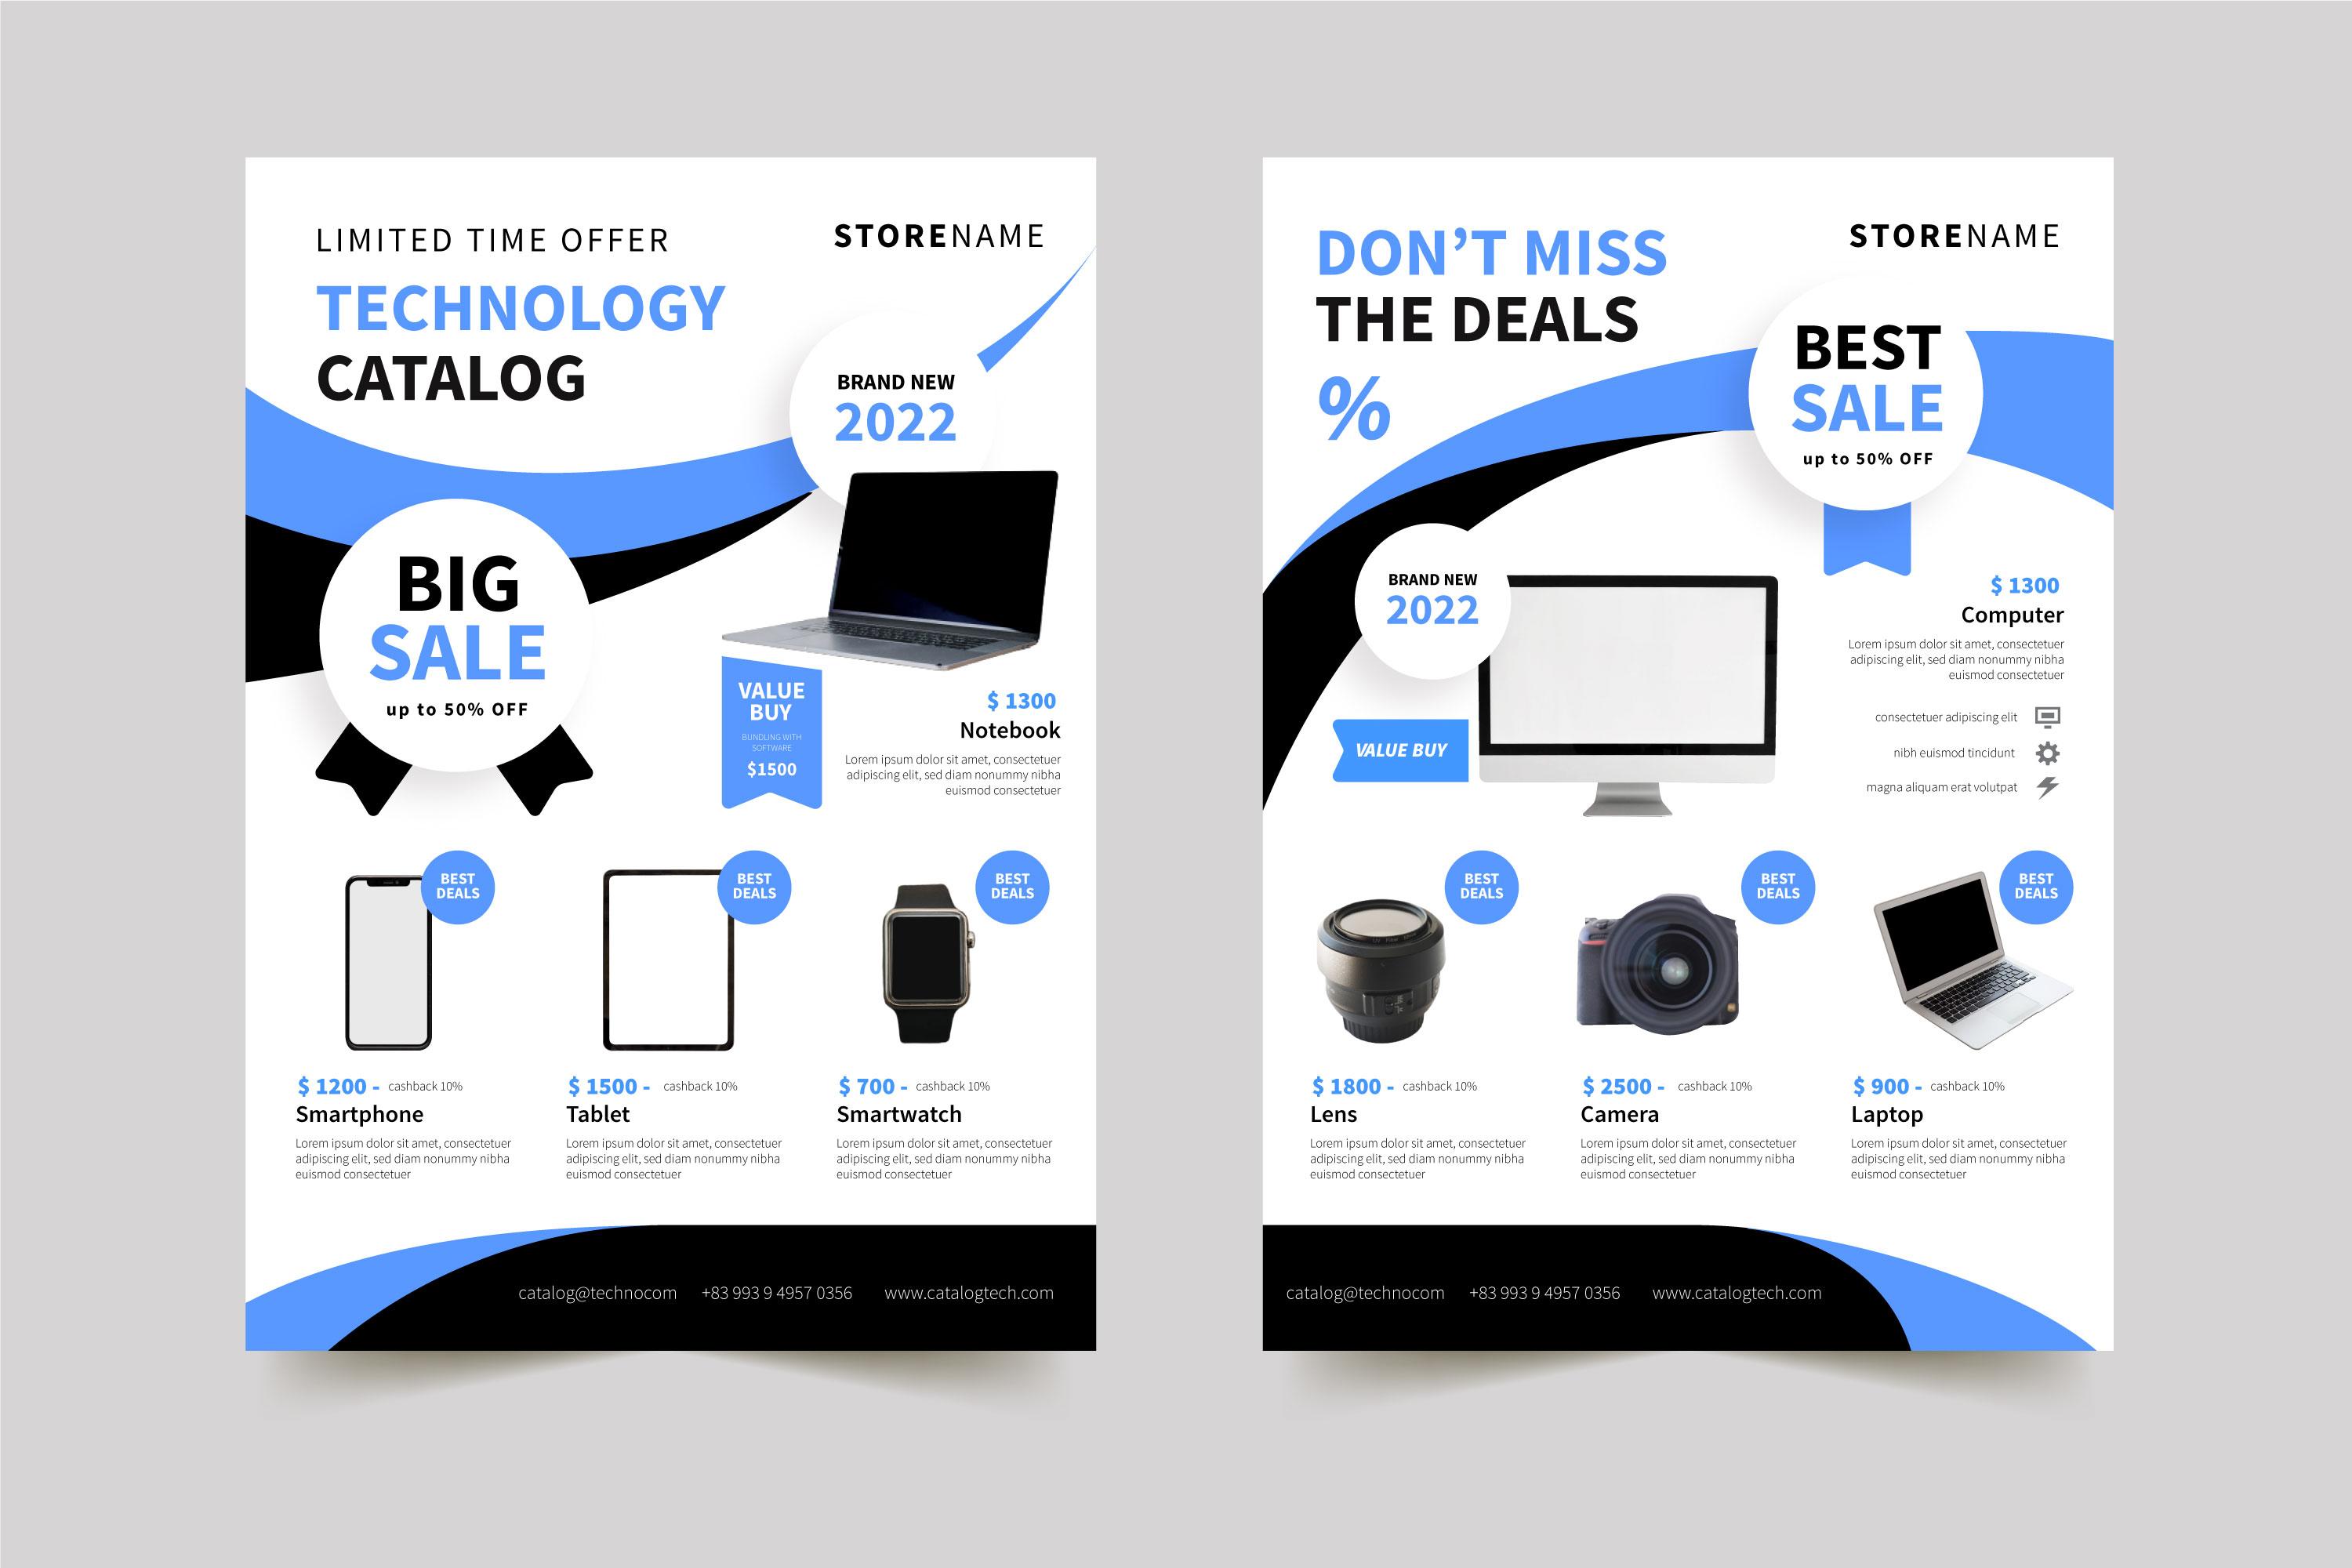 LIMITED TIME OFFER
TECHNOLOGY
CATALOG
STORENAME
BRAND NEW
2022
BIG
SALE
up to 50% OFF
VALUE
BUY
BUNDLING WITH
SOFTWARE
$1500
$ 1300
Notebook
Lorem ipsum dolor sit amet, consectetuer
adipiscing elit, sed diam nonummy nibha
euismod consectetuer
BEST
DEALS
$ 1200 - cashback 10%
Smartphone
Lorem ipsum dolor sit amet, consectetuer
adipiscing elit, sed diam nonummy nibha
euismod consectetuer
BEST
DEALS
$ 1500 - cashback 10%
Tablet
Lorem ipsum dolor sit amet, consectetuer
adipiscing elit, sed diam nonummy nibha
euismod consectetuer
BEST
DEALS
$ 700 - cashback 10%
Smartwatch
Lorem ipsum dolor sit amet, consectetuer
adipiscing elit, sed diam nonummy nibha
euismod consectetuer
catalog@technocom +83 993 9 4957 0356 www.catalogtech.com
DON'T MISS
THE DEALS
%
STORENAME
BEST
SALE
up to 50% OFF
BRAND NEW
2022
VALUE BUY
$ 1300
Computer
Lorem ipsum dolor sit amet, consectetuer
adipiscing elit, sed diam nonummy nibha
euismod consectetuer
consectetuer adipiscing elit
nibh euismod tincidunt
magna aliquam erat volutpat
BEST
DEALS
$ 1800 - cashback 10%
Lens
Lorem ipsum dolor sit amet, consectetuer
adipiscing elit, sed diam nonummy nibha
euismod consectetuer
BEST
DEALS
$ 2500 - cashback 10%
Camera
Lorem ipsum dolor sit amet, consectetuer
adipiscing elit, sed diam nonummy nibha
euismod consectetuer
BEST
DEALS
$ 900 - cashback 10%
Laptop
Lorem ipsum dolor sit amet, consectetuer
adipiscing elit, sed diam nonummy nibha
euismod consectetuer
catalog@technocom +83 993 9 4957 0356 www.catalogtech.com